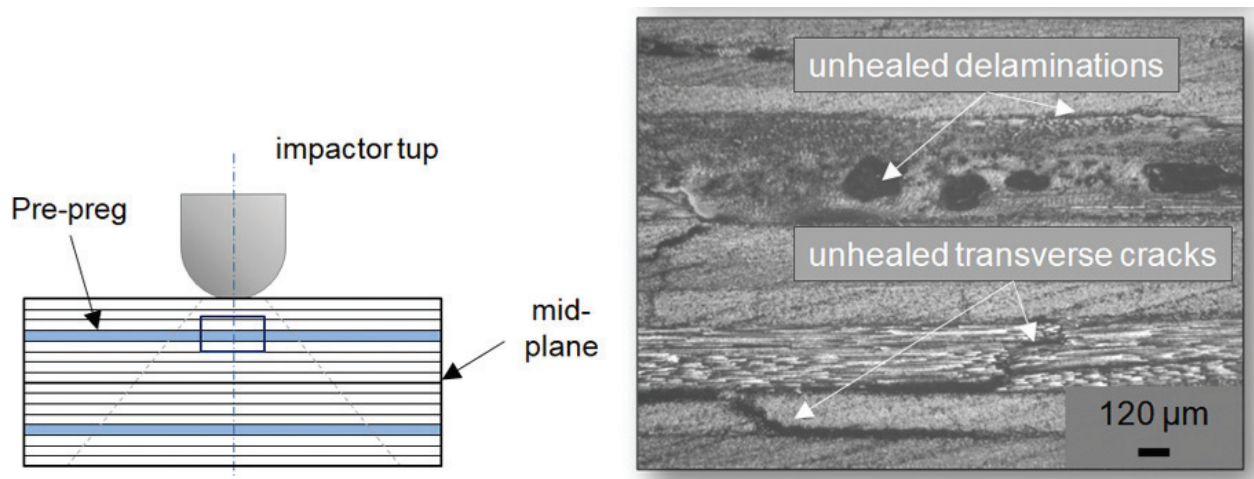 impactor tup
Pre-preg
mid-
plane
unhealed delaminations
unhealed transverse cracks
120 µm